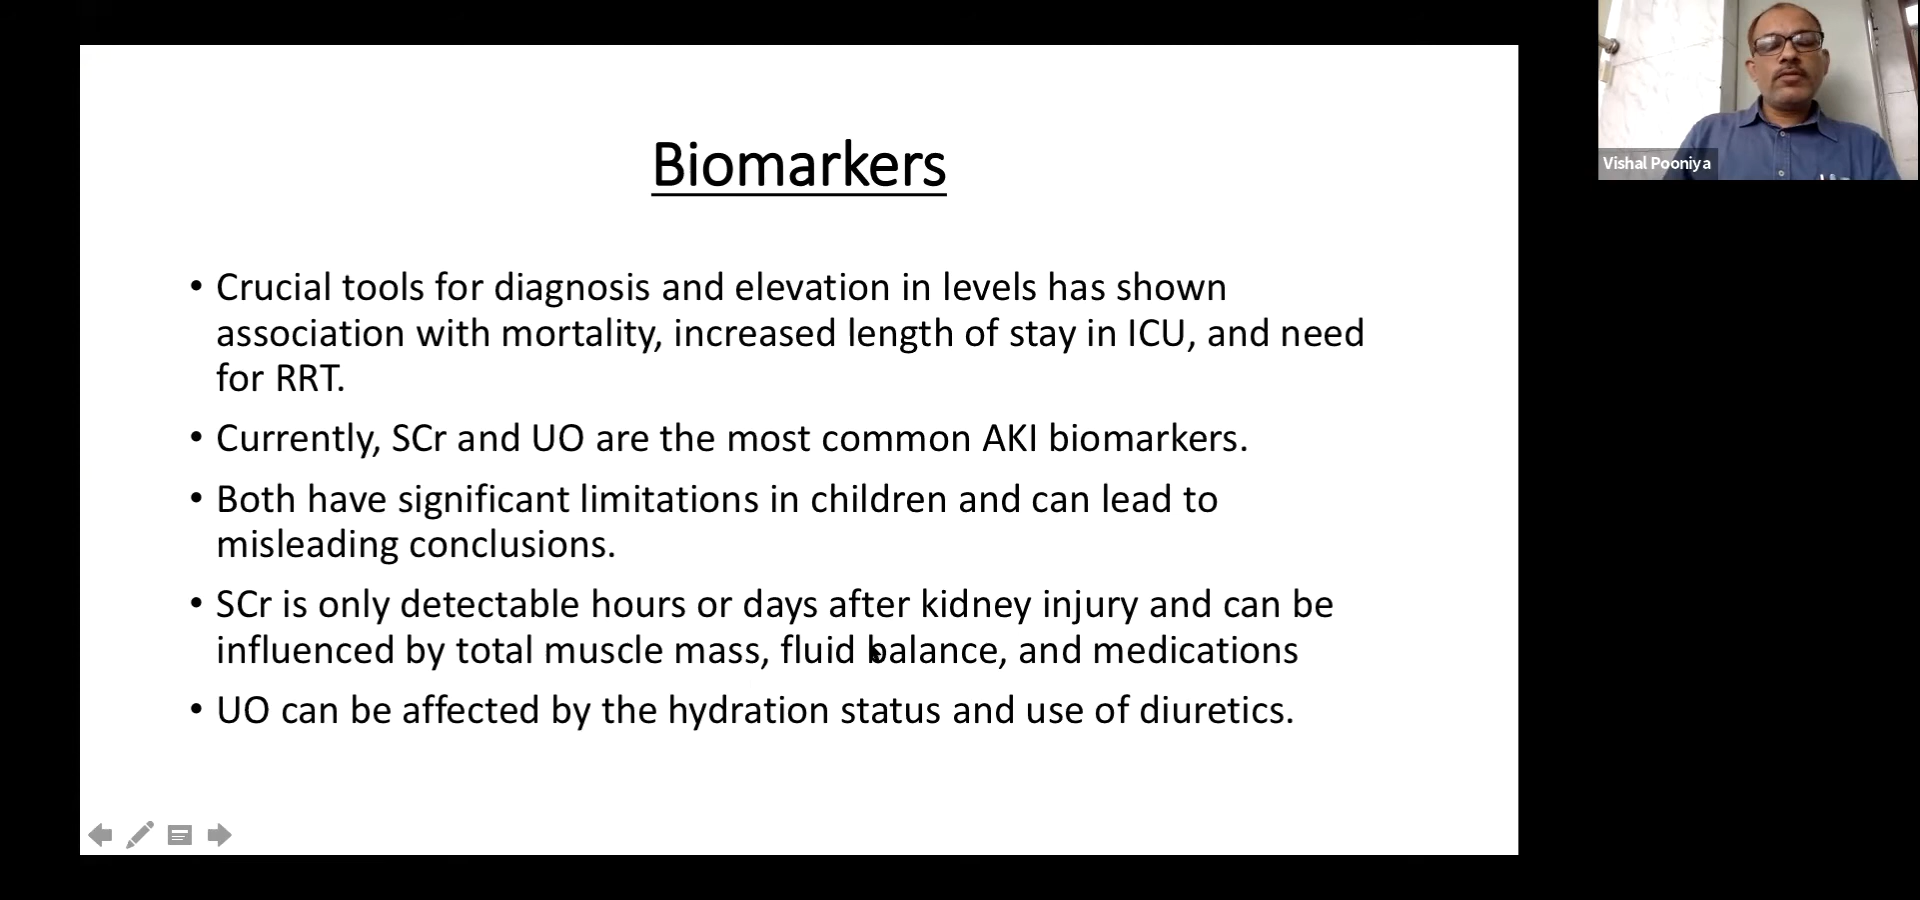 Biomarkers
• Crucial tools for diagnosis and elevation in levels has shown
association with mortality, increased length of stay in ICU, and need
for RRT.
• Currently, SCr and UO are the most common AKI biomarkers.
• Both have significant limitations in children and can lead to
misleading conclusions.
• SCr is only detectable hours or days after kidney injury and can be
influenced by total muscle mass, fluid balance, and medications
• UO can be affected by the hydration status and use of diuretics.
Vishal Pooniya